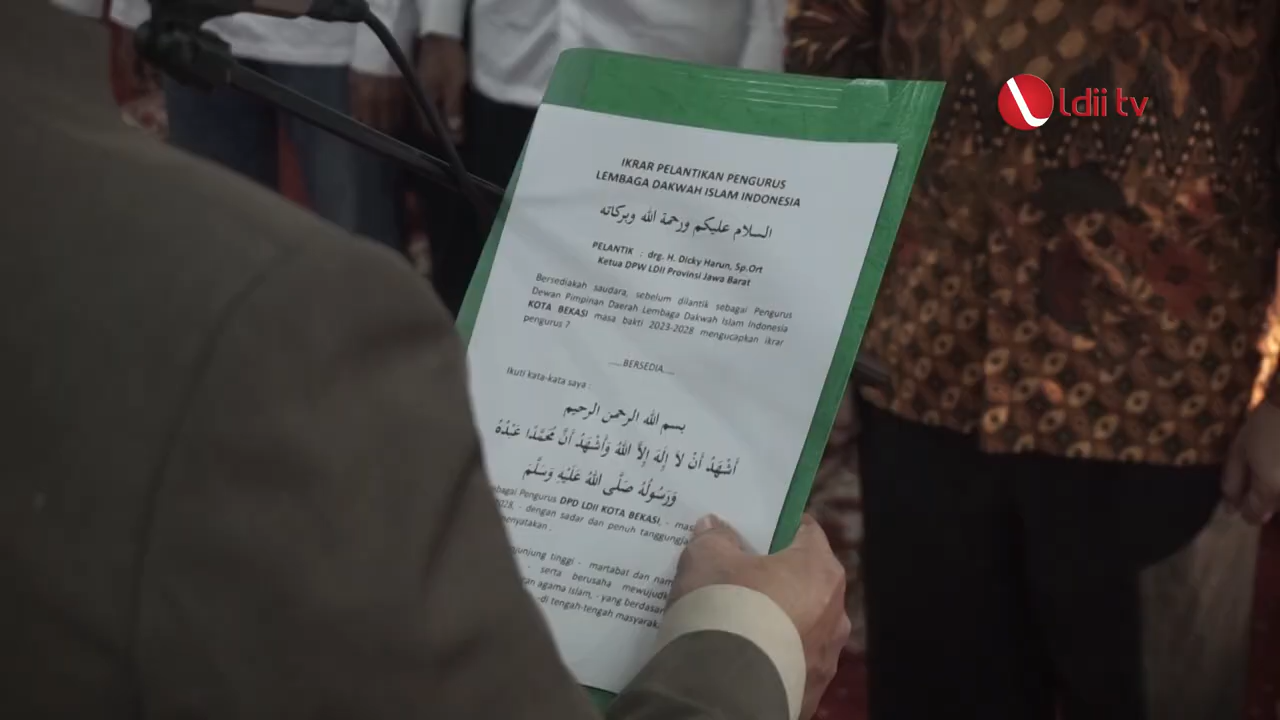 ldii tv
IKRAR PELANTIKAN PENGURUS
LEMBAGA DAKWAH ISLAM INDONESIA
السلام عليكم ورحمة الله وبركاته
PELANTIK : drg. H. Dicky Harun, Sp.Ort
Ketua DPW LDII Provinsi Jawa Barat
Bersediakah saudara, sebelum dilantik sebagai Pengurus
Dewan Pimpinan Daerah Lembaga Dakwah Islam Indonesia
KOTA BEKASI masa bakti 2023-2028 mengucapkan ikrar
pengurus ?
.....BERSEDIA.....
Ikuti kata-kata saya :
بسم الله الرحمن الرحيم
أَشْهَدُ أَنْ لاَ إِلَهَ إِلاَّ اللهُ وَأَشْهَدُ أَنَّ مُحَمَّدًا عَبْدُهُ
وَرَسُولُهُ صَلَّى اللهُ عَلَيْهِ وَسَلَّمَ
Pengurus DPD LDII KOTA BEKASI, -
- dengan sadar dan penuh
tinggi - martabat dan
- serta berusaha
agama Islam, - yang
-di tengah-tengah